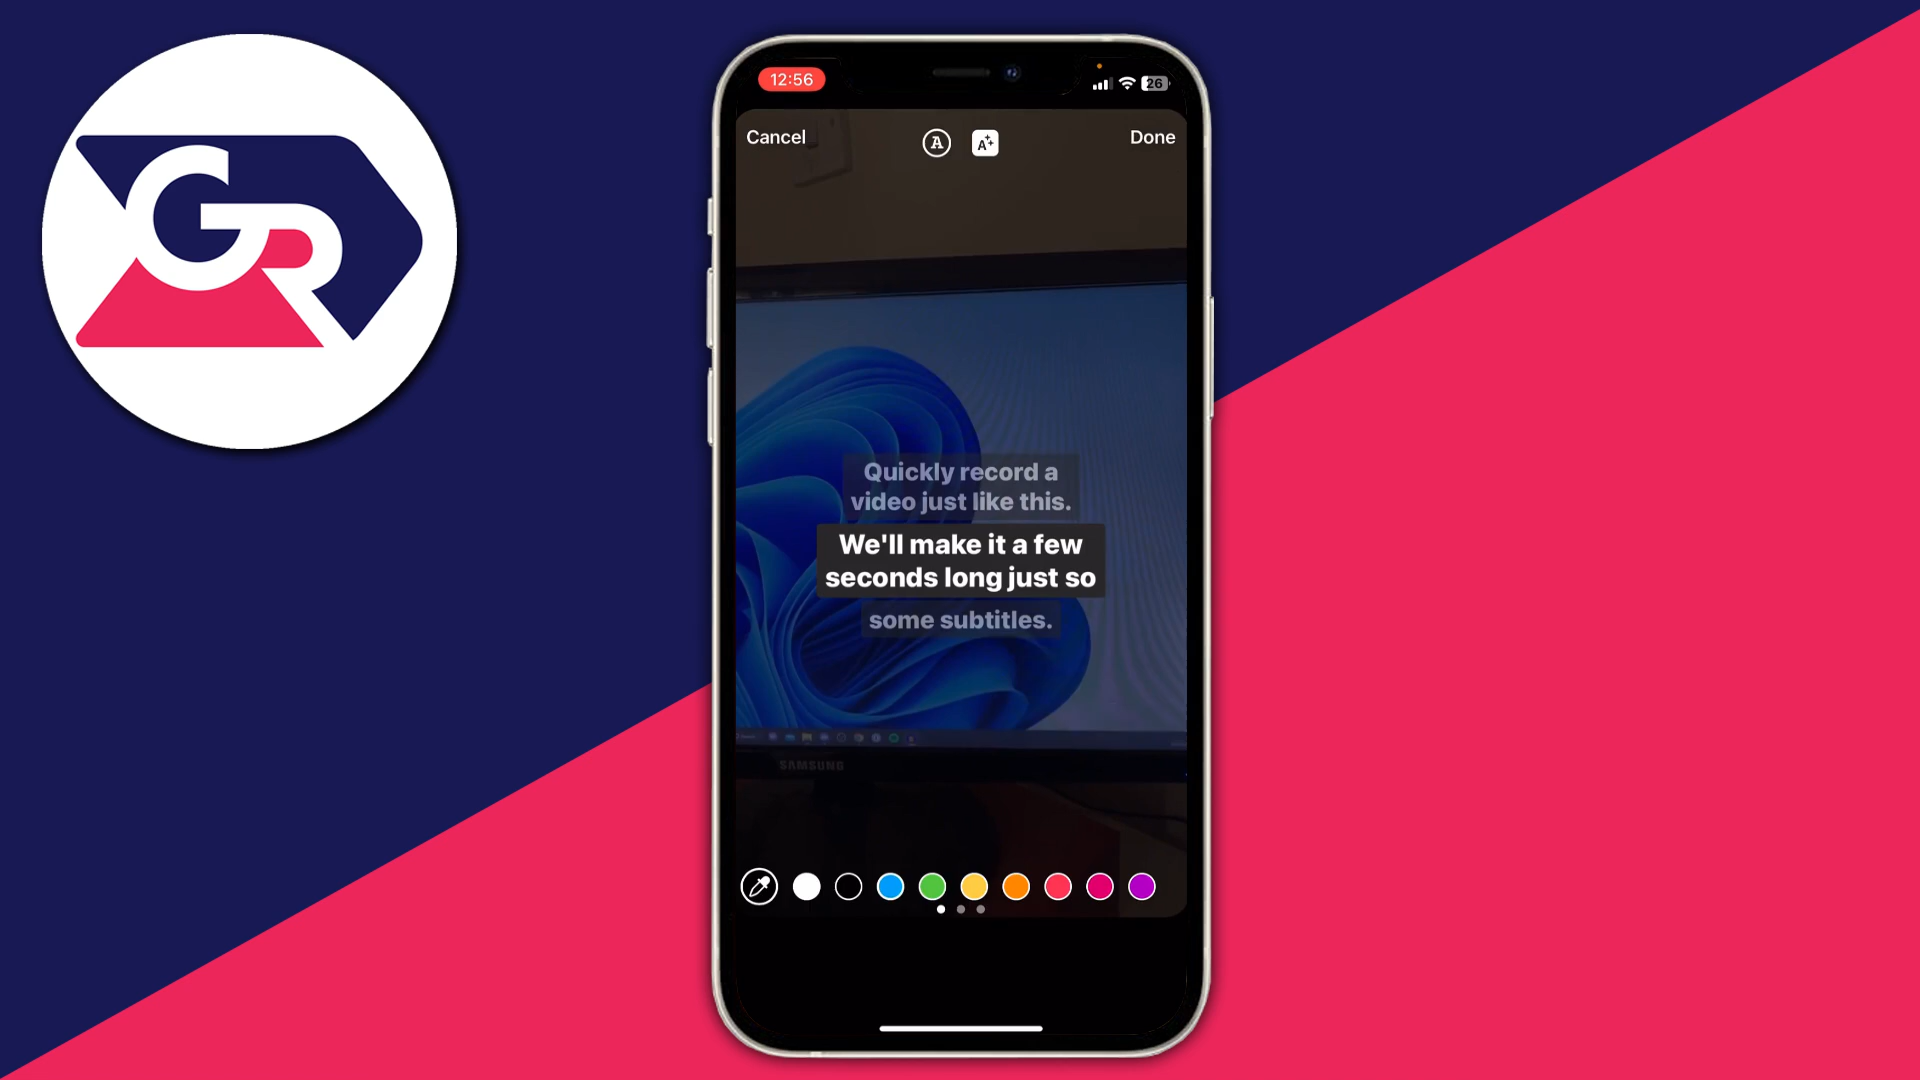 GR
12:56
26
Cancel
A
A
Done
Quickly record a
video just like this.
We'll make it a few
seconds long just so
some subtitles.
SAMSUNG